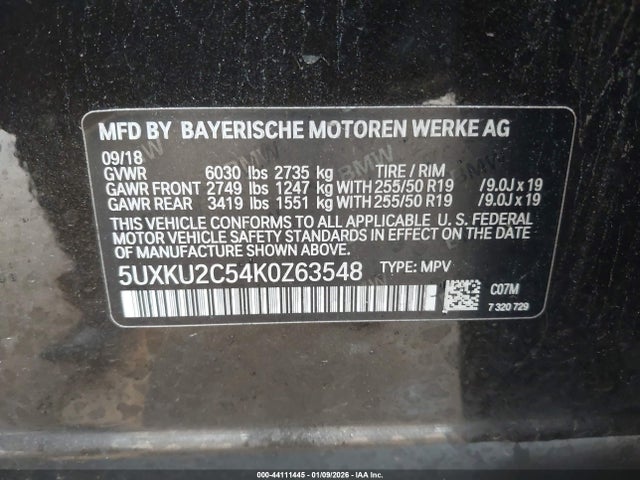 MFD BY BAYERISCHE MOTOREN WERKE AG
09/18
GVWR 6030 lbs 2735 kg TIRE / RIM
GAWR FRONT 2749 lbs 1247 kg WITH 255/50 R19 /9.0J x 19
GAWR REAR 3419 lbs 1551 kg WITH 255/50 R19 /9.0J x 19
THIS VEHICLE CONFORMS TO ALL APPLICABLE U. S. FEDERAL
MOTOR VEHICLE SAFETY STANDARDS IN EFFECT ON THE DATE
OF MANUFACTURE SHOWN ABOVE.
5UXKU2C54K0Z63548 TYPE: MPV
C07M
7 320 729
BMW
BMW
BMW
000-44111445 - 01/09/2026 - IAA Inc.